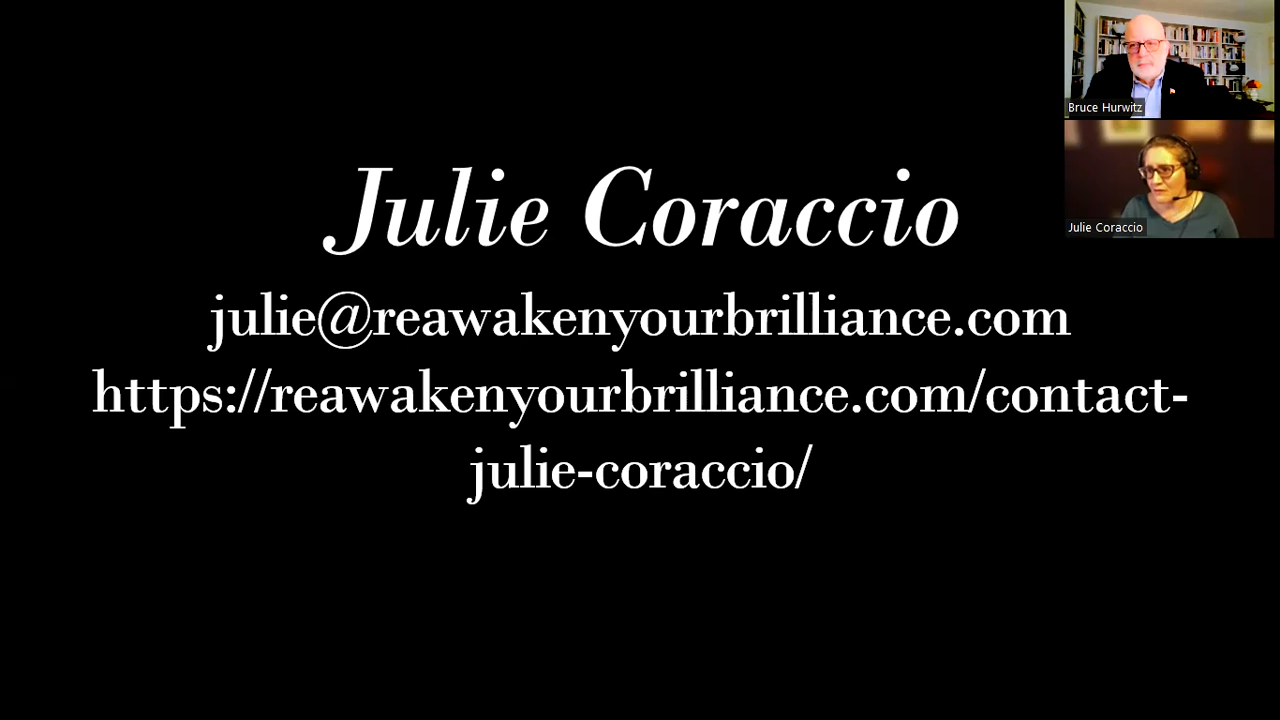 Julie Coraccio
julie@reawakenyourbrilliance.com
https://reawakenyourbrilliance.com/contact-
julie-coraccio/
Bruce Hurwitz
Julie Coraccio